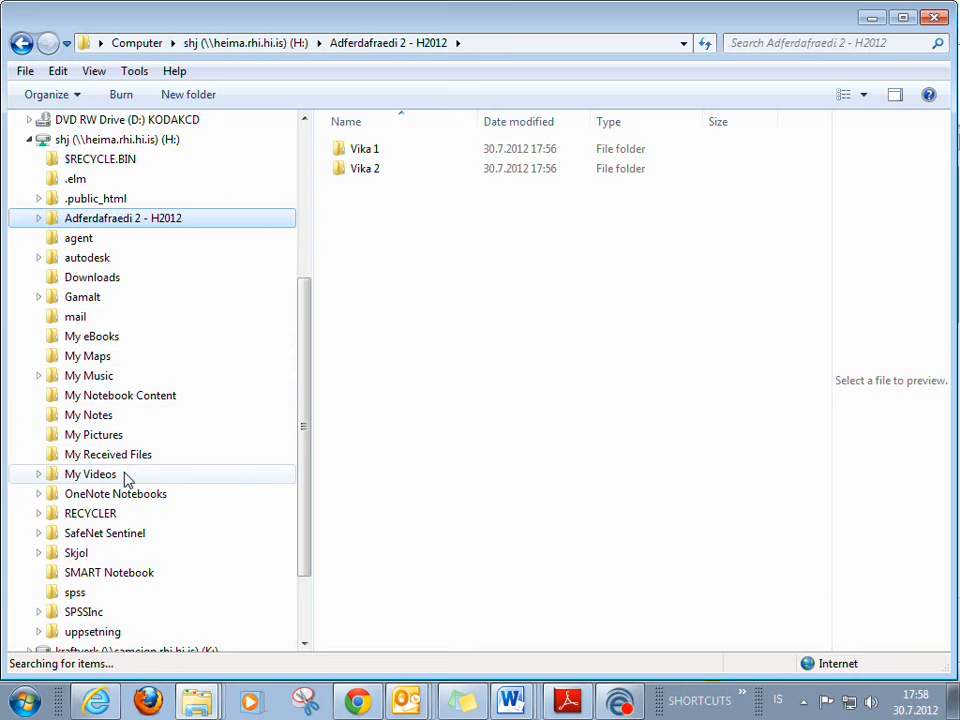 Computer ▸ shj (\\heima.rhi.hi.is) (H:) ▸ Adferdafraedi 2 - H2012 ▸
Search Adferdafraedi 2 - H2012
File Edit View Tools Help
Organize Burn New folder
DVD RW Drive (D:) KODAKCD
shj (\\heima.rhi.hi.is) (H:)
$RECYCLE.BIN
.elm
.public_html
Adferdafraedi 2 - H2012
agent
autodesk
Downloads
Gamalt
mail
My eBooks
My Maps
My Music
My Notebook Content
My Notes
My Pictures
My Received Files
My Videos
OneNote Notebooks
RECYCLER
SafeNet Sentinel
Skjol
SMART Notebook
spss
SPSSInc
uppsetning
Name Date modified Type Size
Vika 1 30.7.2012 17:56 File folder
Vika 2 30.7.2012 17:56 File folder
Select a file to preview.
Searching for items...
Internet
SHORTCUTS
IS
17:58
30.7.2012